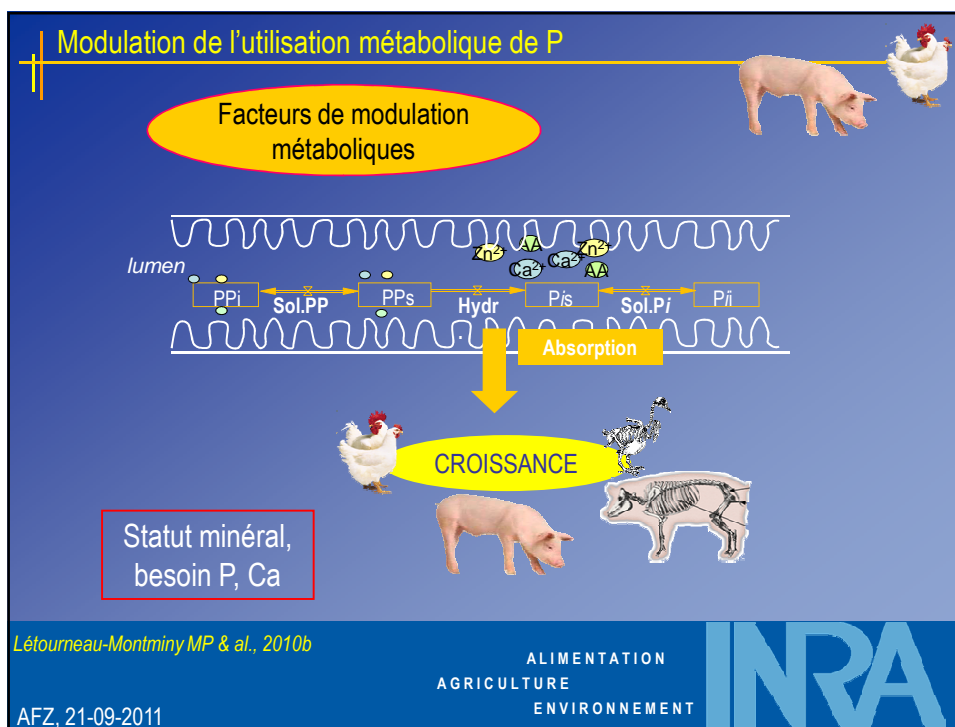 Modulation de l'utilisation métabolique de P
Facteurs de modulation
métaboliques
Zn²⁺ AA Ca²⁺ Ca²⁺ Zn²⁺ AA
lumen
PPi Sol.PP PPs Hydr Pis Sol.Pi Pii
Absorption
CROISSANCE
Statut minéral,
besoin P, Ca
Létourneau-Montminy MP & al., 2010b
ALIMENTATION
AGRICULTURE
ENVIRONNEMENT
INRA
AFZ, 21-09-2011